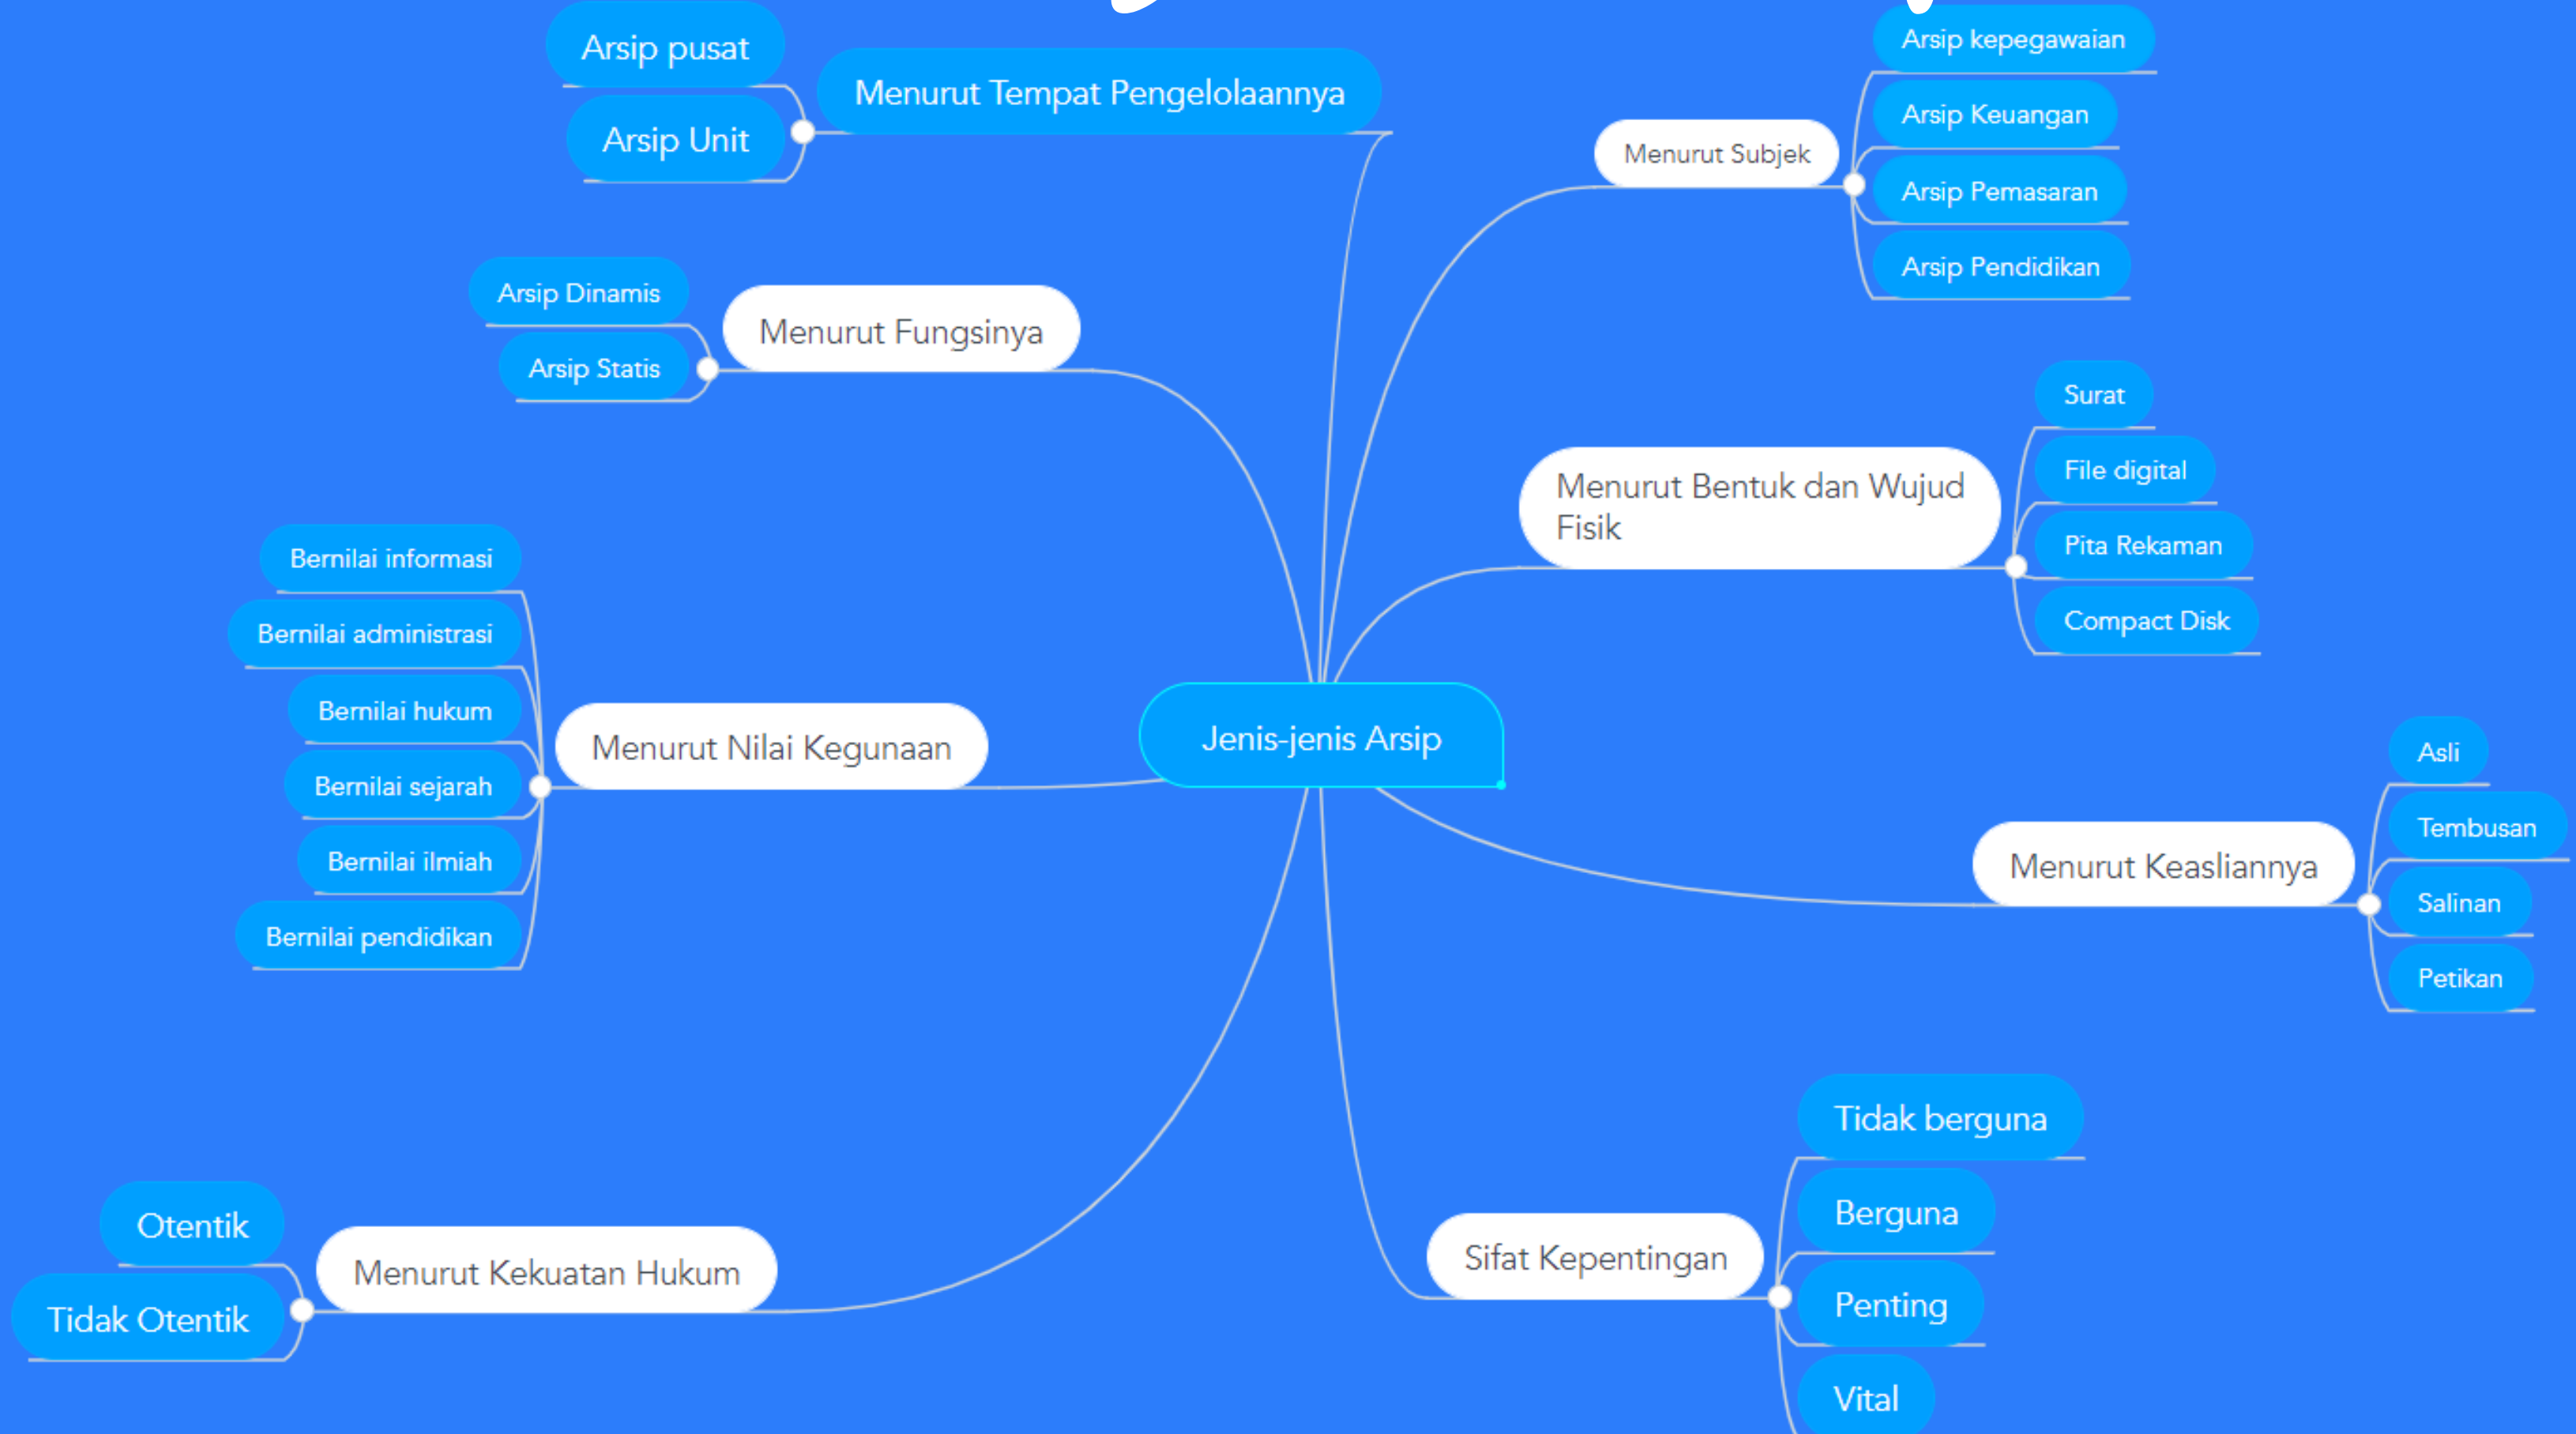 Jenis-jenis Arsip
Menurut Tempat Pengelolaannya
Arsip pusat
Arsip Unit
Menurut Fungsinya
Arsip Dinamis
Arsip Statis
Menurut Nilai Kegunaan
Bernilai informasi
Bernilai administrasi
Bernilai hukum
Bernilai sejarah
Bernilai ilmiah
Bernilai pendidikan
Menurut Kekuatan Hukum
Otentik
Tidak Otentik
Menurut Subjek
Arsip kepegawaian
Arsip Keuangan
Arsip Pemasaran
Arsip Pendidikan
Menurut Bentuk dan Wujud
Fisik
Surat
File digital
Pita Rekaman
Compact Disk
Menurut Keasliannya
Asli
Tembusan
Salinan
Petikan
Sifat Kepentingan
Tidak berguna
Berguna
Penting
Vital